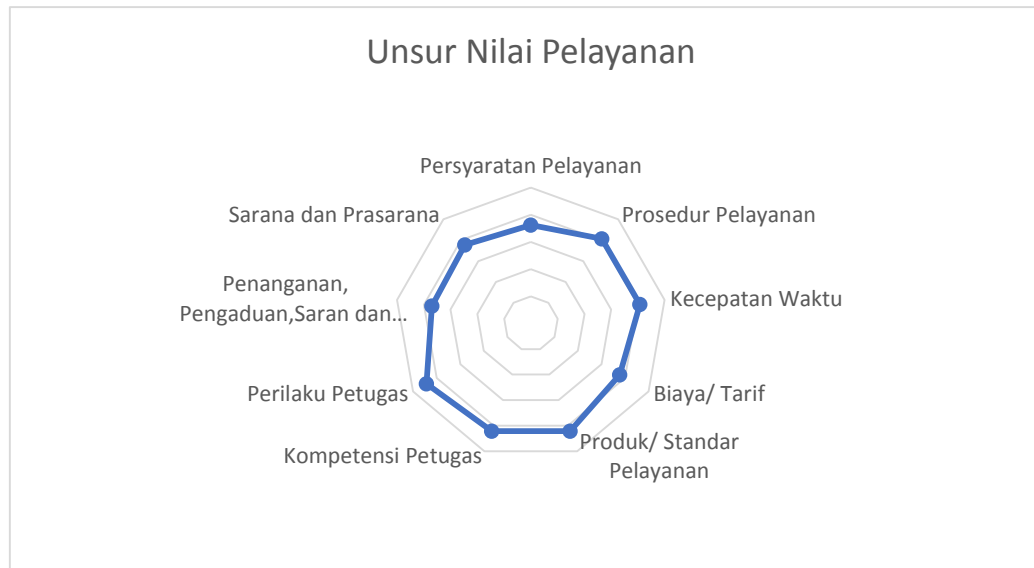 Unsur Nilai Pelayanan
Persyaratan Pelayanan
Prosedur Pelayanan
Kecepatan Waktu
Biaya/ Tarif
Produk/ Standar
Pelayanan
Kompetensi Petugas
Perilaku Petugas
Penanganan,
Pengaduan,Saran dan...
Sarana dan Prasarana